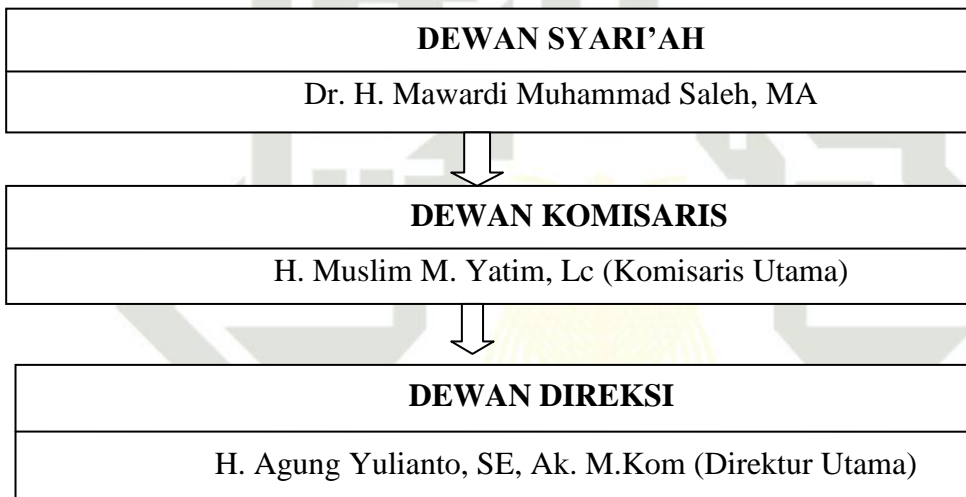 DEWAN SYARI’AH
Dr. H. Mawardi Muhammad Saleh, MA
DEWAN KOMISARIS
H. Muslim M. Yatim, Lc (Komisaris Utama)
DEWAN DIREKSI
H. Agung Yulianto, SE, Ak. M.Kom (Direktur Utama)